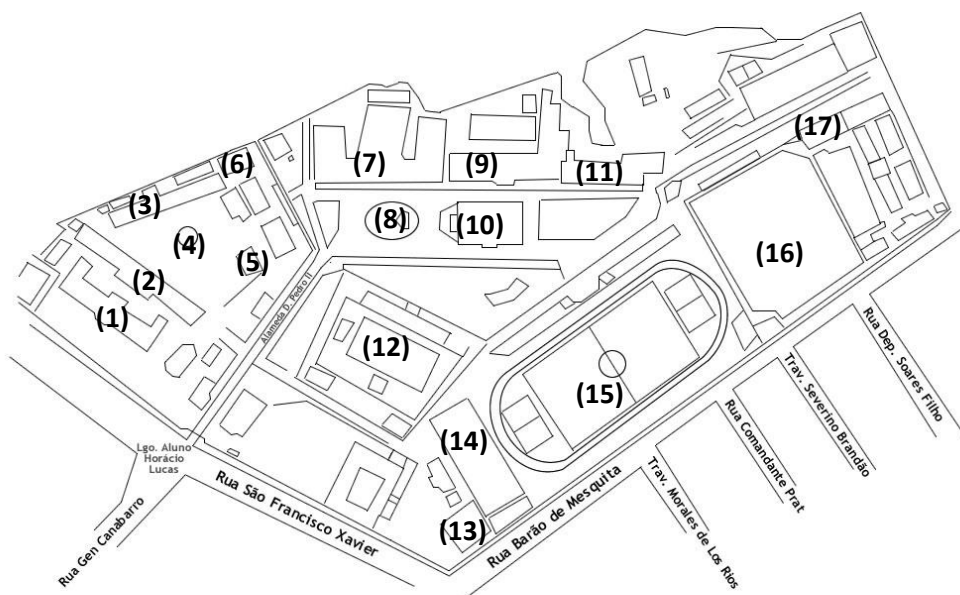 (17)
(6)
(7)
(9)
(11)
(3)
(8)
(10)
(4)
(5)
(16)
(2)
(1)
Alameda D. Pedro II
(12)
(15)
(14)
(13)
Lgo. Aluno
Horácio
Lucas
Rua Gen Canabarro
Rua São Francisco Xavier
Rua Barão de Mesquita
Trav. Morales de Los Rios
Rua Comandante Prat
Trav. Severino Brandão
Rua Dep. Soares Filho